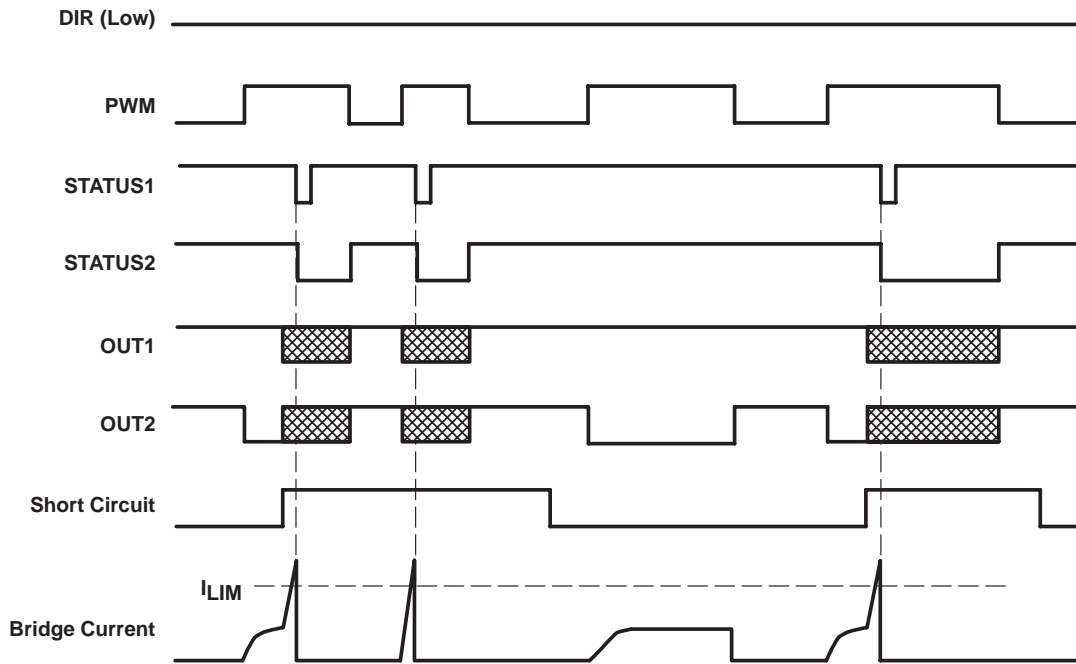 DIR (Low)
PWM
STATUS1
STATUS2
OUT1
OUT2
Short Circuit
ILIM
Bridge Current